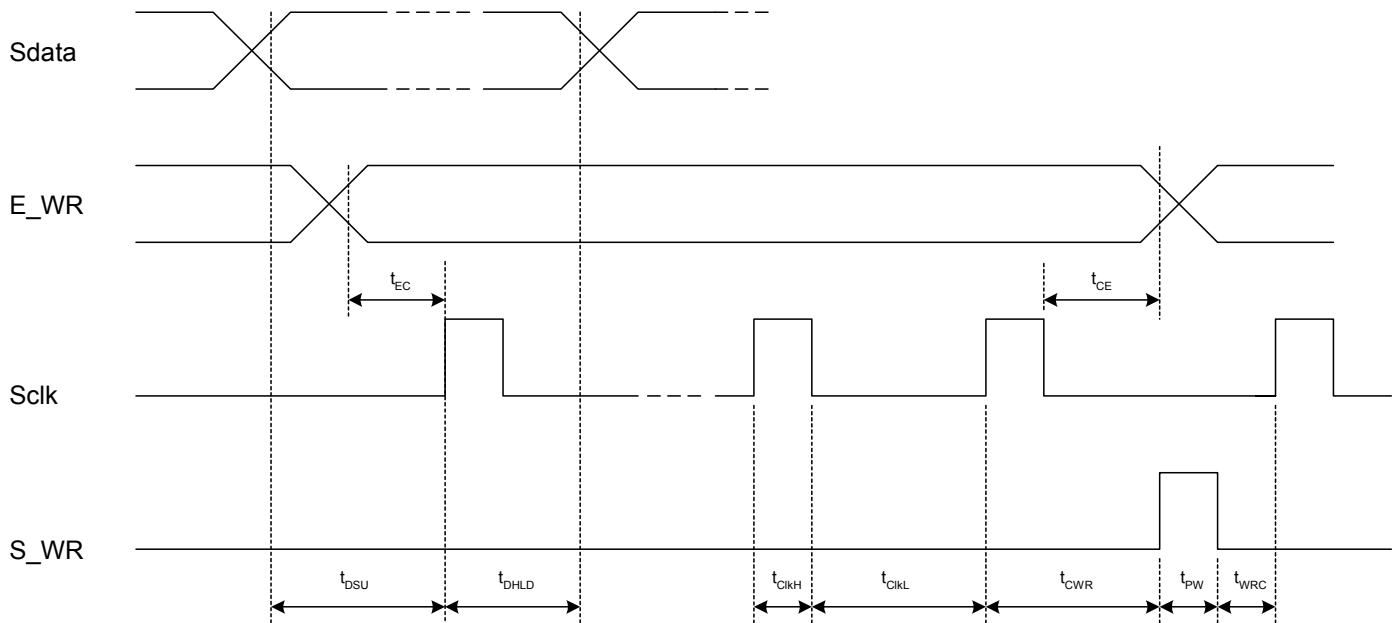 Sdata
E_WR
tEC
tCE
Sclk
S_WR
tDSU
tDHLD
tClkH
tClkL
tCWR
tPW
tWRC